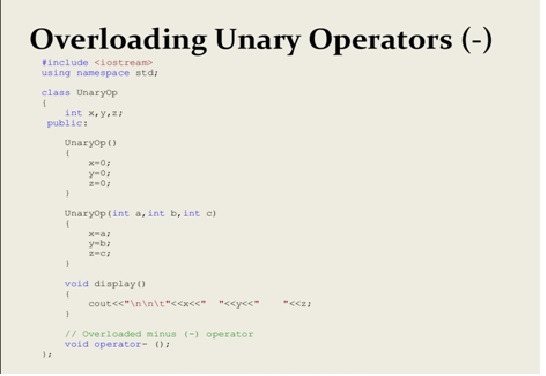 Overloading Unary Operators (-)
#include <iostream>
using namespace std;
class UnaryOp
{
int x,y,z;
public:
UnaryOp()
{
x=0;
y=0;
z=0;
}
UnaryOp(int a,int b,int c)
{
x=a;
y=b;
z=c;
}
void display()
{
cout<<"\n\n\t"<<x<<"  "<<y<<"    "<<z;
}
// Overloaded minus (-) operator
void operator- ();
};